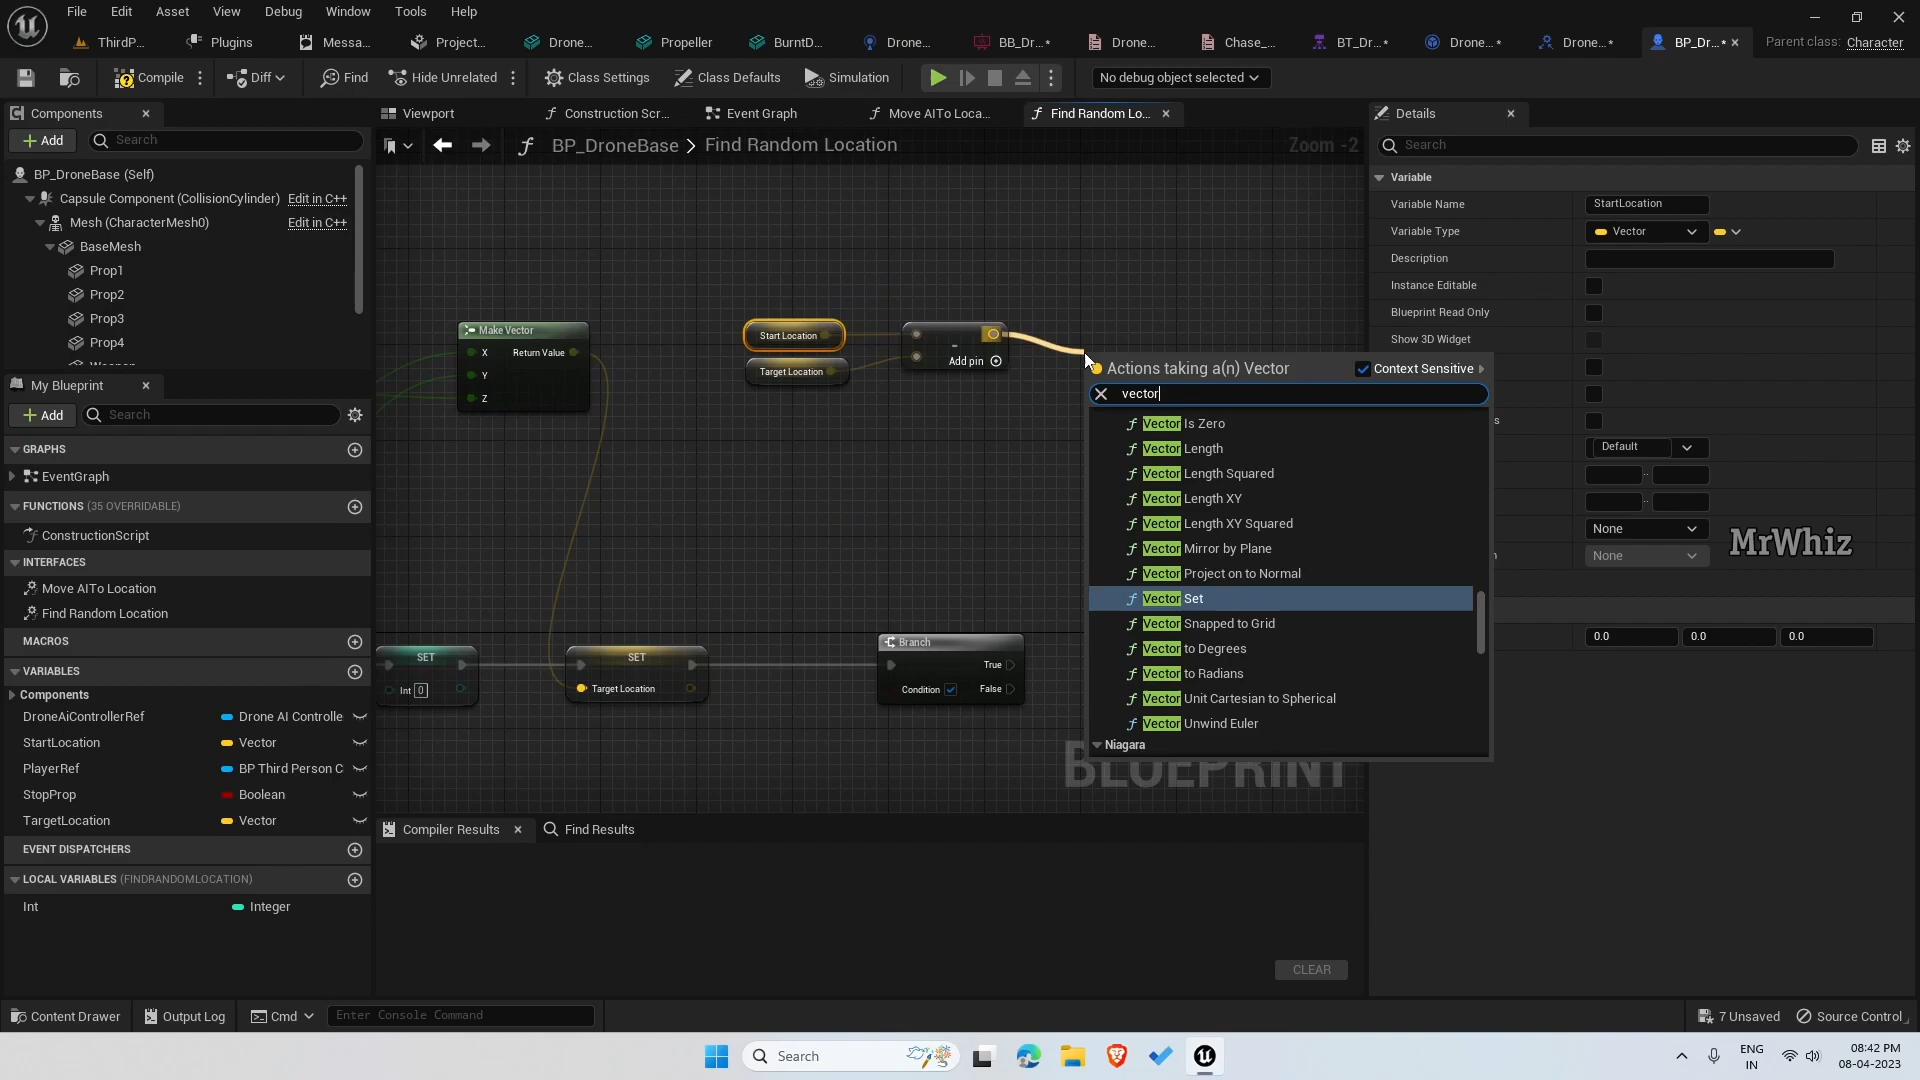 File Edit Asset View Debug Window Tools Help
ThirdP... Plugins Messa... Project... Drone... Propeller BurntD... Drone... BB_Dr...* Drone... Chase_... BT_Dr...* Drone...* Drone...* BP_Dr...* Parent class: Character
Compile Diff Find Hide Unrelated Class Settings Class Defaults Simulation No debug object selected
Components
Viewport Construction Scr... Event Graph Move AITo Loca... Find Random Lo...
Details
Add Search
BP_DroneBase > Find Random Location
Zoom -2
Search
BP_DroneBase (Self)
Capsule Component (CollisionCylinder) Edit in C++
Mesh (CharacterMesh0) Edit in C++
BaseMesh
Prop1
Prop2
Prop3
Prop4
My Blueprint
Add Search
GRAPHS
EventGraph
FUNCTIONS (35 OVERRIDABLE)
ConstructionScript
INTERFACES
Move AITo Location
Find Random Location
MACROS
VARIABLES
Components
DroneAiControllerRef Drone AI Controlle
StartLocation Vector
PlayerRef BP Third Person C
StopProp Boolean
TargetLocation Vector
EVENT DISPATCHERS
LOCAL VARIABLES (FINDRANDOMLOCATION)
Int Integer
Make Vector
X Return Value
Y
Z
Start Location
Target Location
-
Add pin
SET
Int 0
SET
Target Location
Branch
True
Condition False
BLUEPRINT
Actions taking a(n) Vector Context Sensitive
vector
Vector Is Zero
Vector Length
Vector Length Squared
Vector Length XY
Vector Length XY Squared
Vector Mirror by Plane
Vector Project on to Normal
Vector Set
Vector Snapped to Grid
Vector to Degrees
Vector to Radians
Vector Unit Cartesian to Spherical
Vector Unwind Euler
Niagara
Variable
Variable Name StartLocation
Variable Type Vector
Description
Instance Editable
Blueprint Read Only
Show 3D Widget
Default
None
None
0.0 0.0 0.0
MrWhiz
Compiler Results Find Results
CLEAR
Content Drawer Output Log Cmd Enter Console Command 7 Unsaved Source Control
Search
ENG
IN
08:42 PM
08-04-2023